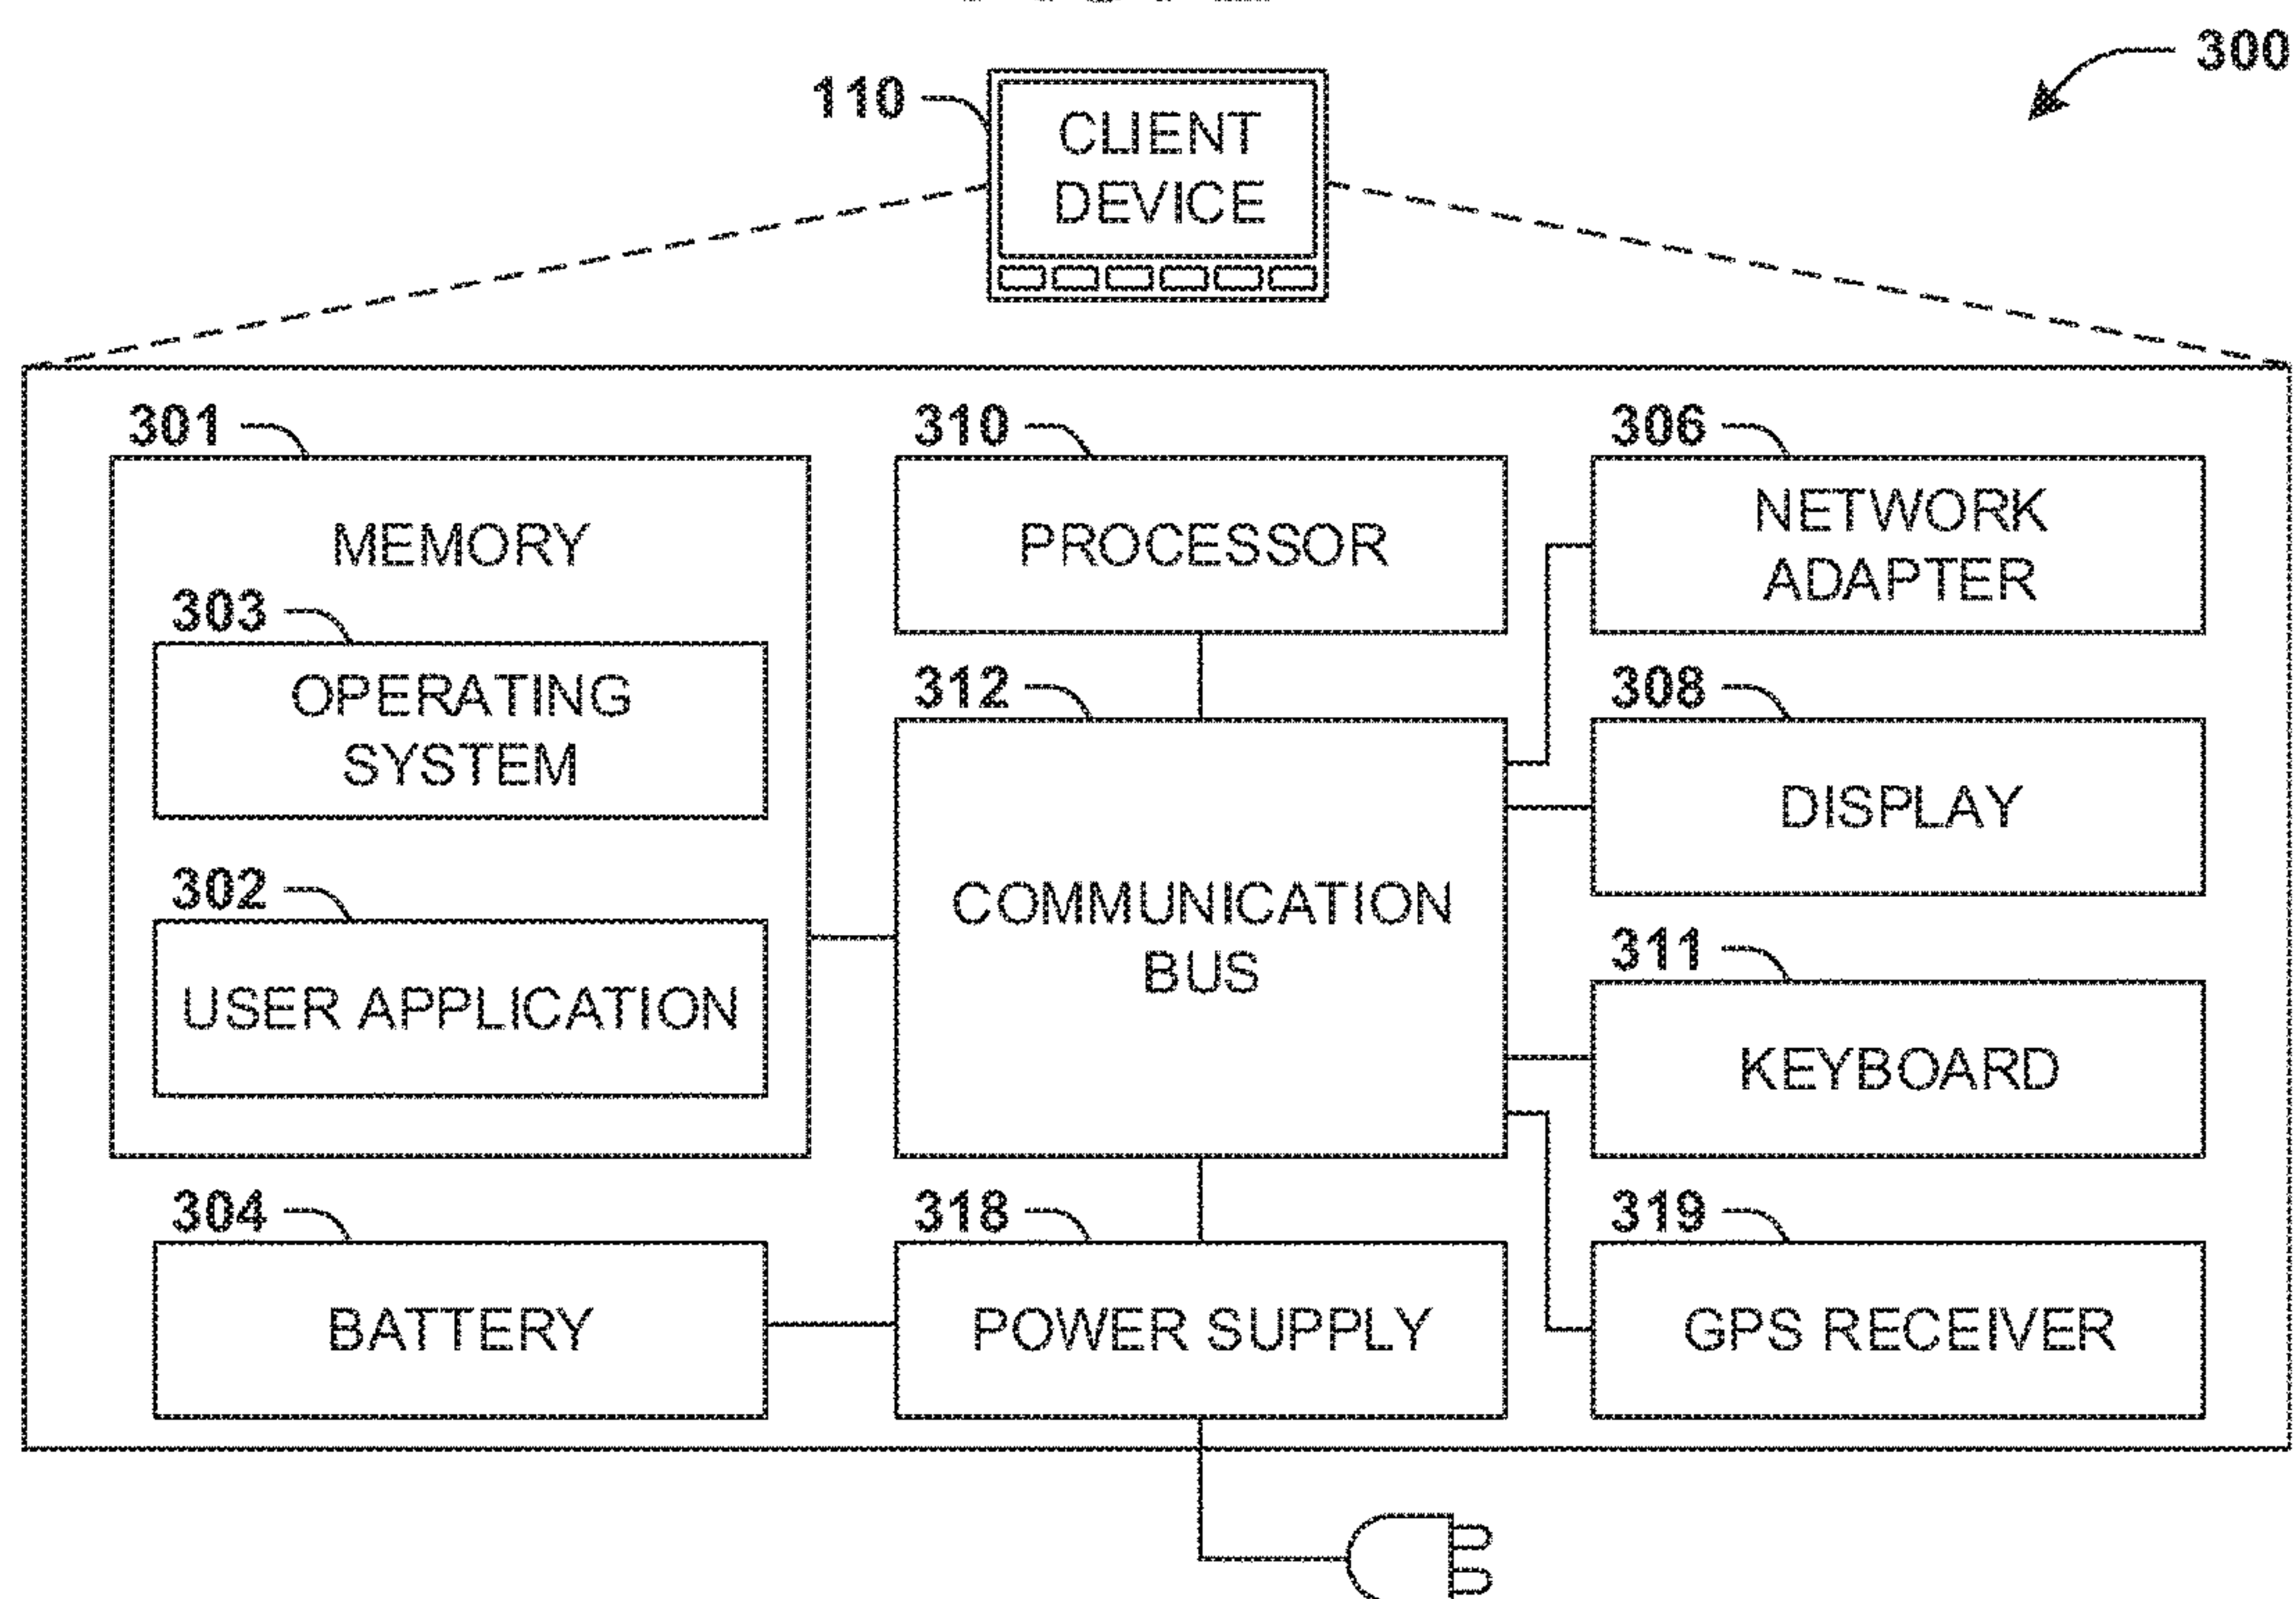 300
110
CLIENT
DEVICE
301
MEMORY
303
OPERATING
SYSTEM
302
USER APPLICATION
304
BATTERY
310
PROCESSOR
312
COMMUNICATION
BUS
318
POWER SUPPLY
306
NETWORK
ADAPTER
308
DISPLAY
311
KEYBOARD
319
GPS RECEIVER